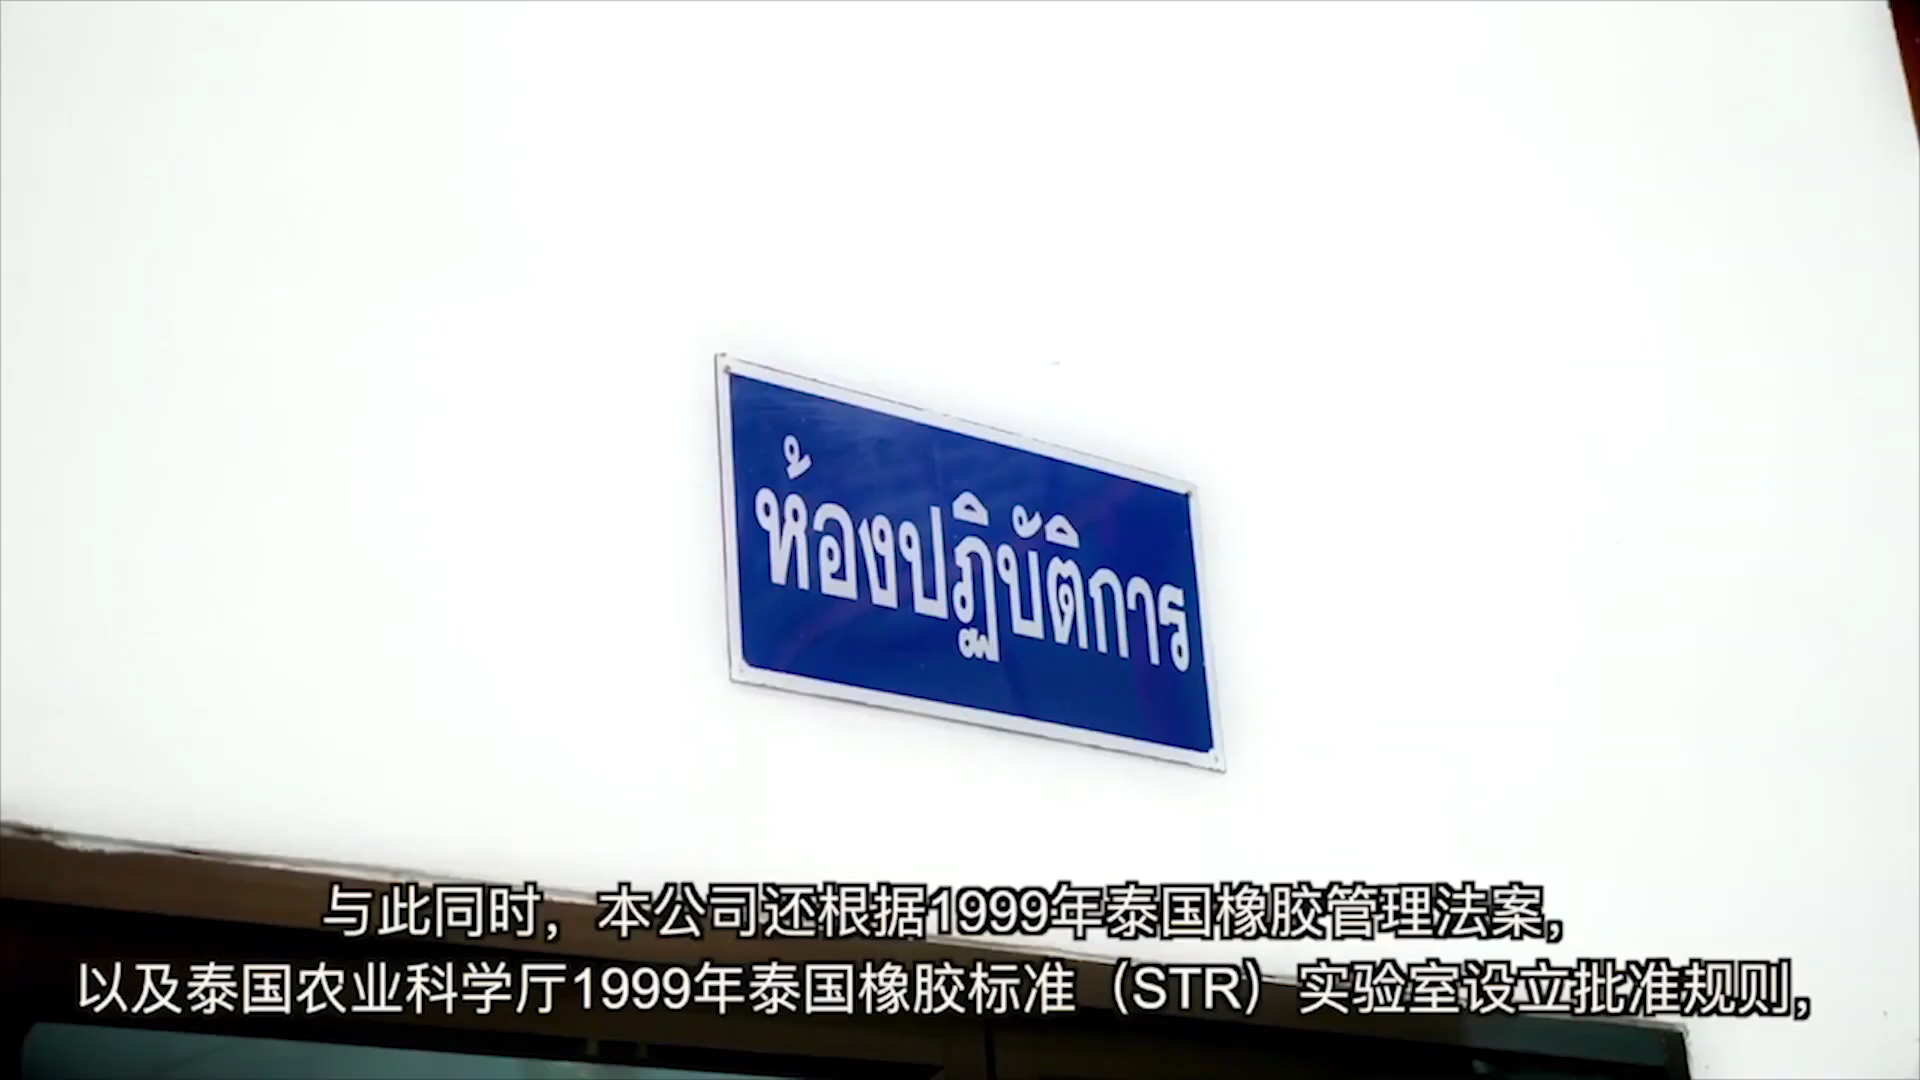 ห้องปฏิบัติการ
与此同时，本公司还根据1999年泰国橡胶管理法案，
以及泰国农业科学厅1999年泰国橡胶标准（STR）实验室设立批准规则，